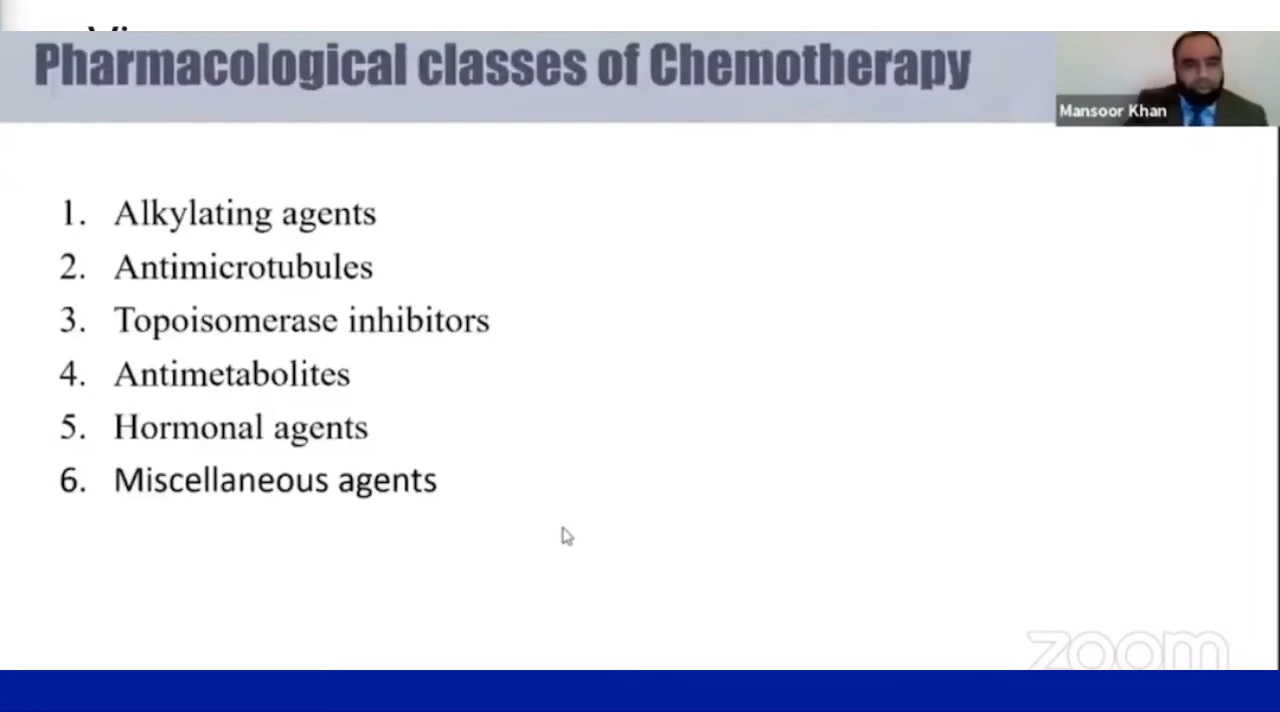 Pharmacological classes of Chemotherapy
Mansoor Khan
1. Alkylating agents
2. Antimicrotubules
3. Topoisomerase inhibitors
4. Antimetabolites
5. Hormonal agents
6. Miscellaneous agents
zoom